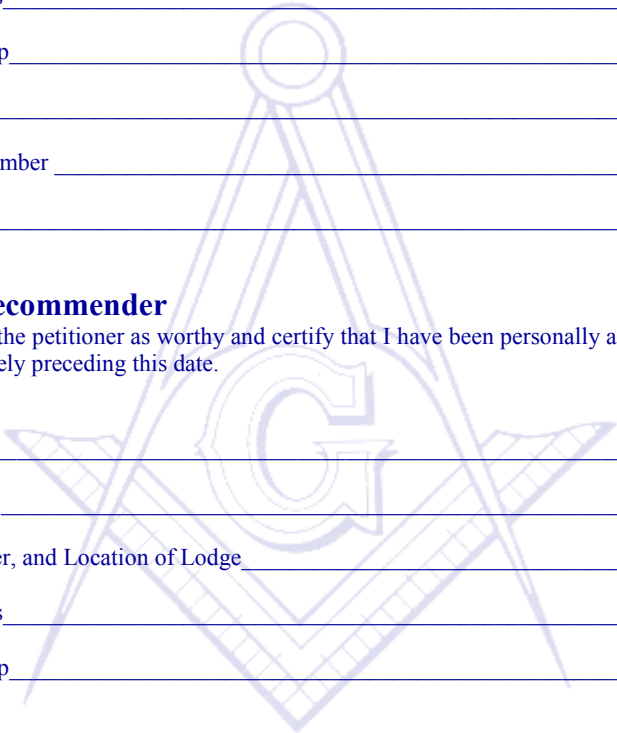 s
p
mber
ecommender
the petitioner as worthy and certify that I have been personally a
ely preceding this date.
G
er, and Location of Lodge
s
p